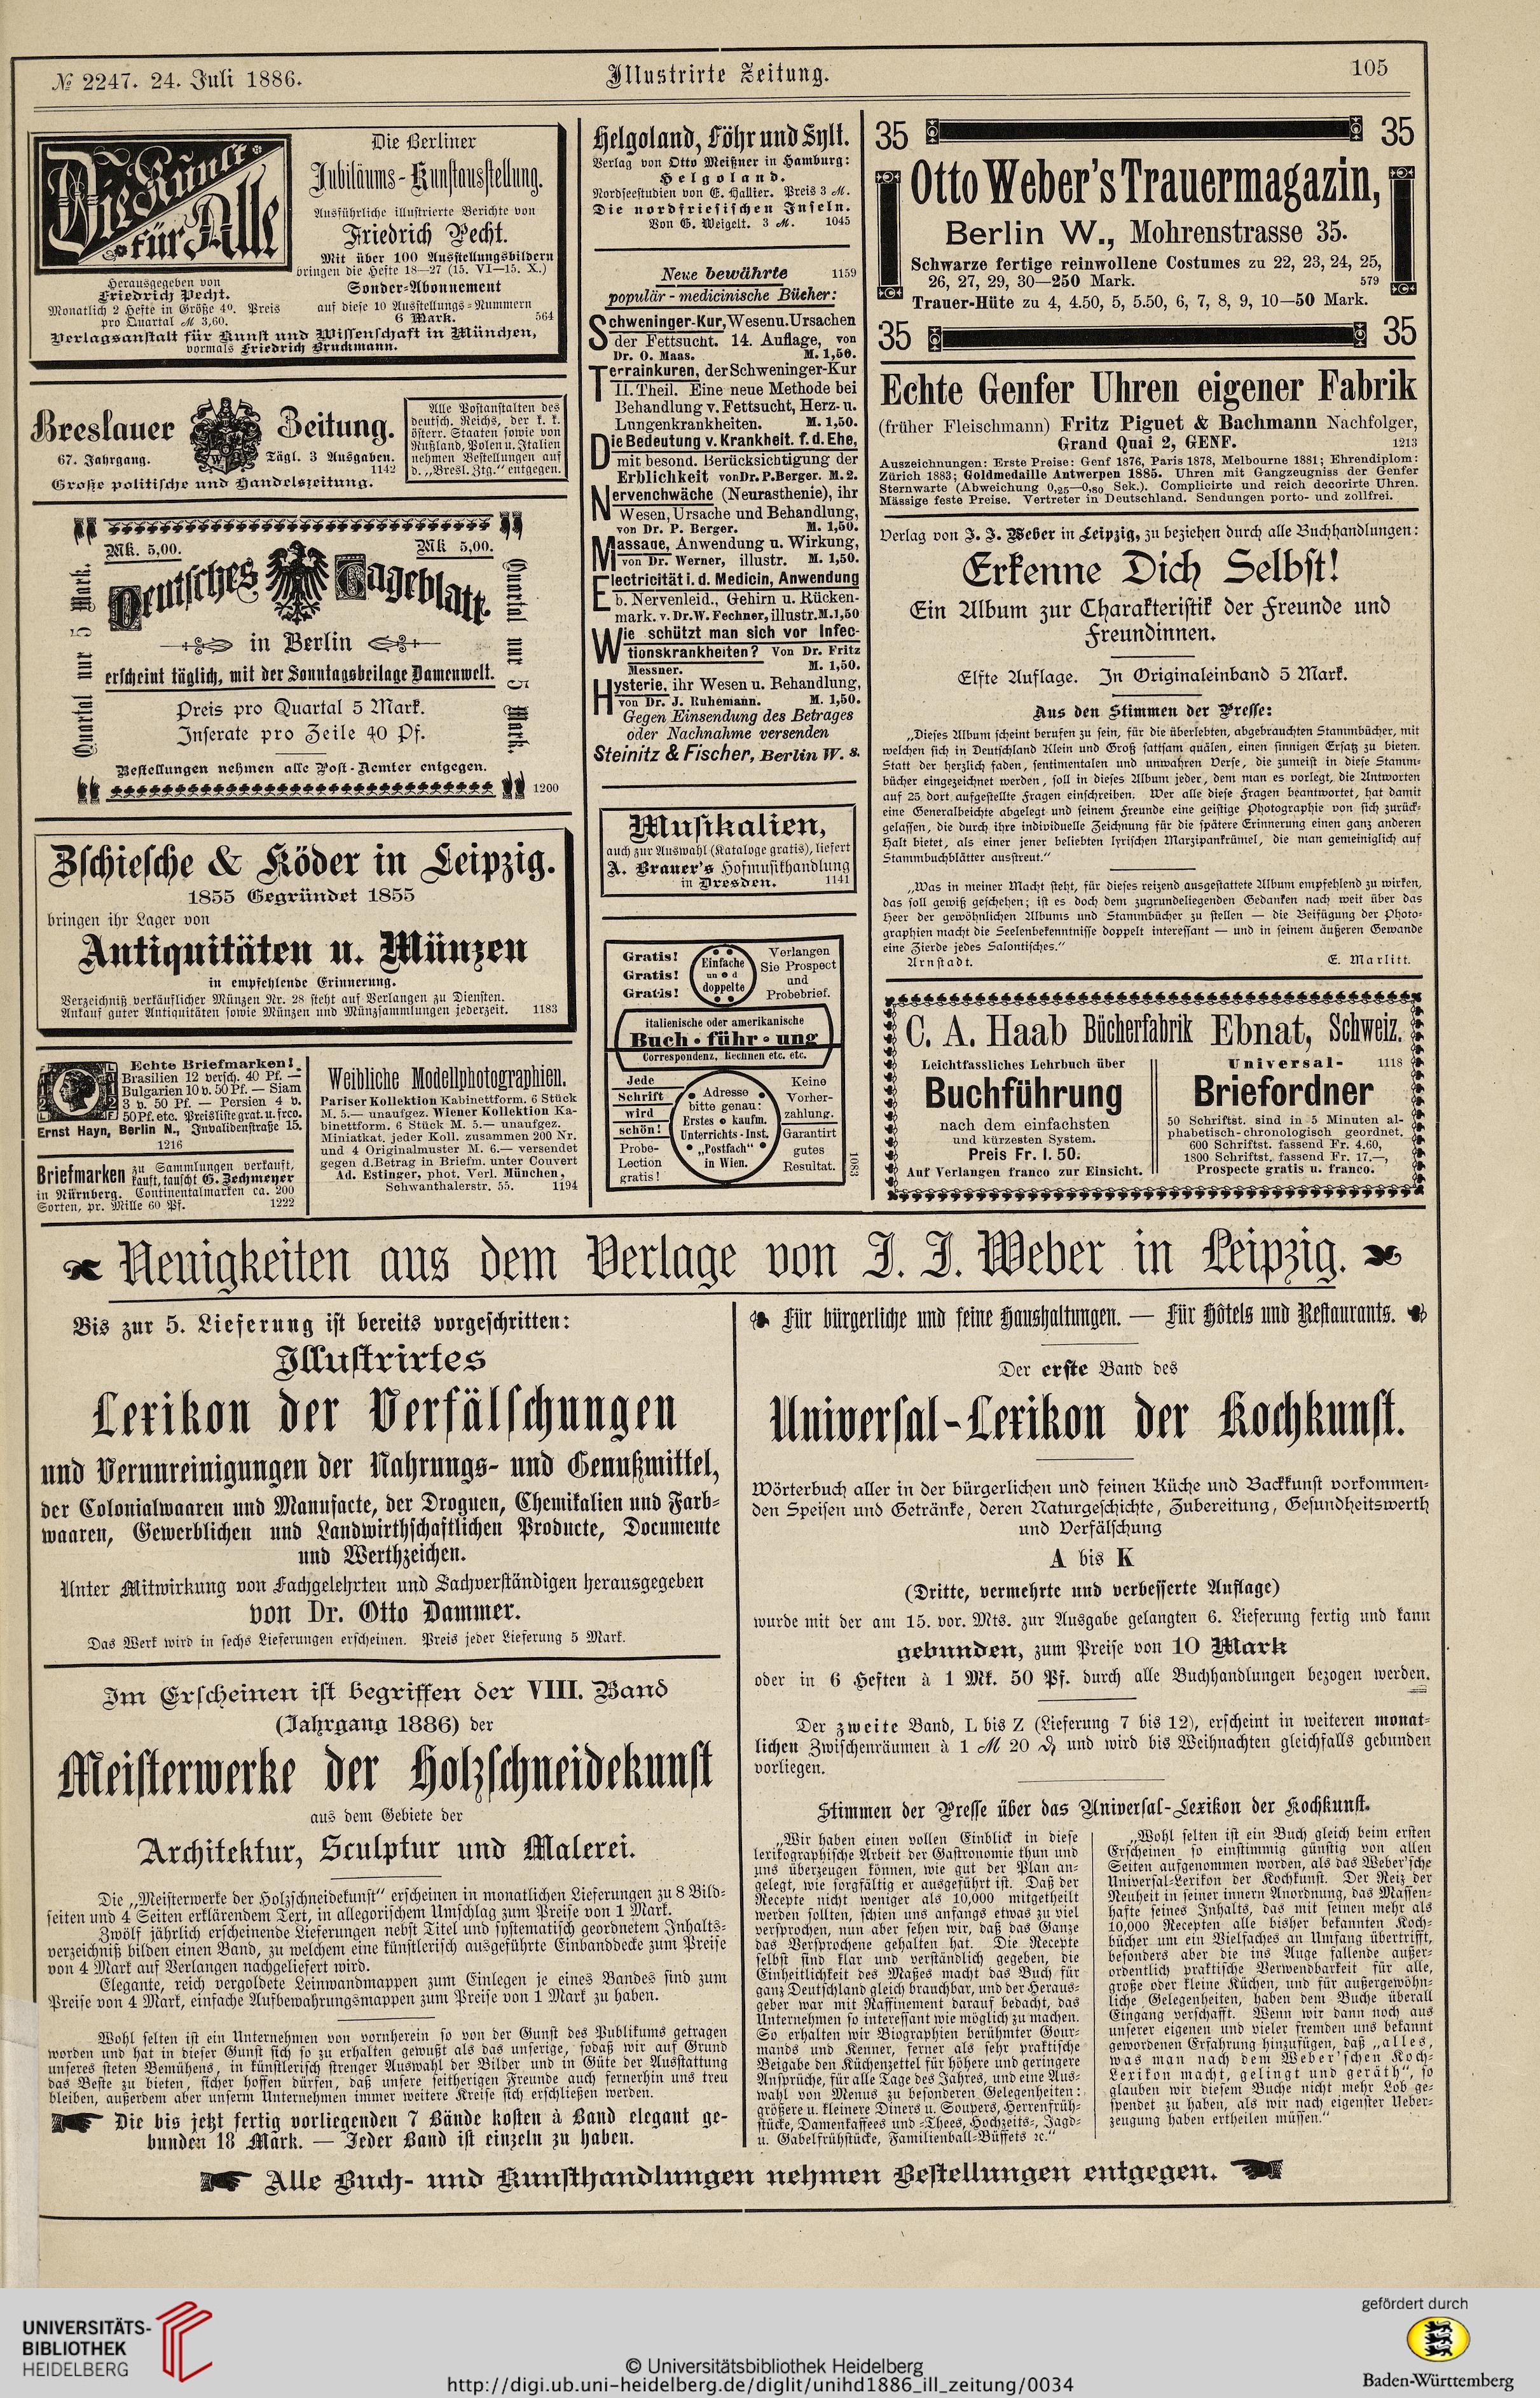 № 2247. 24. Juli 1886.
Illustrirte Zeitung.
105
Die Kunst
für Alle
Herausgegeben von
Friedrich Pecht.
Monatlich 2 Hefte in Größe 4⁰. Preis
pro Quartal ℳ 3,60.
Die Berliner
Jubiläums-Kunstausstellung.
Ausführliche illustrierte Berichte von
Friedrich Pecht.
Mit über 100 Ausstellungsbildern
bringen die Hefte 18—27 (15. VI—15. X.)
Sonder-Abonnement
auf diese 10 Ausstellungs-Nummern
6 Mark. 564
Verlagsanstalt für Kunst und Wissenschaft in München,
vormals Friedrich Bruckmann.
Breslauer Zeitung.
67. Jahrgang. Tägl. 3 Ausgaben.
1142
Große politische und Handelszeitung.
Alle Postanstalten des
deutsch. Reichs, der k. k.
österr. Staaten sowie von
Rußland, Polen u. Italien
nehmen Bestellungen auf
d. „Bresl. Ztg." entgegen.
Mk. 5,00. Mk 5,00.
Deutsches Tageblatt
in Berlin
erscheint täglich, mit der Sonntagsbeilage Damenwelt.
Preis pro Quartal 5 Mark.
Inserate pro Zeile 40 Pf.
Bestellungen nehmen alle Post-Aemter entgegen.
Quartal nur 5 Mark.
Quartal nur 5 Mark.
1200
Zschiesche & Köder in Leipzig.
1855 Gegründet 1855
bringen ihr Lager von
Antiquitäten u. Münzen
in empfehlende Erinnerung.
Verzeichniß verkäuflicher Münzen Nr. 28 steht auf Verlangen zu Diensten.
Ankauf guter Antiquitäten sowie Münzen und Münzsammlungen jederzeit. 1183
Echte Briefmarken!
Brasilien 12 versch. 40 Pf. —
Bulgarien 10 v. 50 Pf. — Siam
3 v. 50 Pf. — Persien 4 v.
50 Pf. etc. Preisliste grat. u. frco.
Ernst Hayn, Berlin N., Invalidenstraße 15.
1216
Briefmarken zu Sammlungen verkauft,
kauft, tauscht G. Zechmeyer
in Nürnberg. Continentalmarken ca. 200
Sorten, pr. Mille 60 Pf. 1222
Weibliche Modellphotographien.
Pariser Kollektion Kabinettform. 6 Stück
M. 5.— unaufgez. Wiener Kollektion Ka-
binettform. 6 Stück M. 5.— unaufgez.
Miniatkat. jeder Koll. zusammen 200 Nr.
und 4 Originalmuster M. 6.— versendet
gegen d. Betrag in Briefm. unter Couvert
Ad. Estinger, phot. Verl. München,
Schwanthalerstr. 55. 1194
Helgoland, Föhr und Sylt.
Verlag von Otto Meißner in Hamburg:
Helgoland.
Nordseestudien von E. Hallier. Preis 3 ℳ.
Die nordfriesischen Inseln.
Von G. Weigelt. 3 ℳ. 1045
Neue bewährte 1159
populär-medicinische Bücher:
Schweninger-Kur, Wesen u. Ursachen
der Fettsucht. 14. Auflage, von
Dr. O. Maas. M. 1,50.
Terrainkuren, der Schweninger-Kur
II. Theil. Eine neue Methode bei
Behandlung v. Fettsucht, Herz- u.
Lungenkrankheiten. M. 1,50.
Die Bedeutung v. Krankheit. f. d. Ehe,
mit besond. Berücksichtigung der
Erblichkeit von Dr. P. Berger. M. 2.
Nervenchwäche (Neurasthenie), ihr
Wesen, Ursache und Behandlung,
von Dr. P. Berger. M. 1,50.
Massage, Anwendung u. Wirkung,
von Dr. Werner, illustr. M. 1,50.
Electricität i. d. Medicin, Anwendung
b. Nervenleid., Gehirn u. Rücken-
mark. v. Dr. W. Fechner, illustr. M. 1,50
Wie schützt man sich vor Infec-
tionskrankheiten? Von Dr. Fritz
Messner. M. 1,50.
Hysterie, ihr Wesen u. Behandlung,
von Dr. J. Ruhemann. M. 1,50.
Gegen Einsendung des Betrages
oder Nachnahme versenden
Steinitz & Fischer, Berlin W. 8.
Musikalien,
auch zur Auswahl (Kataloge gratis), liefert
A. Brauer's Hofmusikhandlung
in Dresden. 1141
Gratis!
Gratis!
Gratis!
Einfache
und
doppelte
Verlangen
Sie Prospect
und
Probebrief.
italienische oder amerikanische
Buch-führ-ung
Correspondenz, Rechnen etc. etc.
Jede
Schrift
wird
schön!
Probe-
Lection
gratis!
Adresse
bitte genau:
Erstes kaufm.
Unterrichts-Inst.
„Postfach"
in Wien.
Keine
Vorher-
zahlung.
Garantirt
gutes
Resultat.
1083
35 35
Otto Weber's Trauermagazin,
Berlin W., Mohrenstrasse 35.
Schwarze fertige reinwollene Costumes zu 22, 23, 24, 25,
26, 27, 29, 30—250 Mark. 579
Trauer-Hüte zu 4, 4.50, 5, 5.50, 6, 7, 8, 9, 10—50 Mark.
35 35
Echte Genfer Uhren eigener Fabrik
(früher Fleischmann) Fritz Piguet & Bachmann Nachfolger,
Grand Quai 2, GENF. 1213
Auszeichnungen: Erste Preise: Genf 1876, Paris 1878, Melbourne 1881; Ehrendiplom:
Zürich 1883; Goldmedaille Antwerpen 1885. Uhren mit Gangzeugniss der Genfer
Sternwarte (Abweichung 0,25—0,80 Sek.). Complicirte und reich decorirte Uhren.
Mässige feste Preise. Vertreter in Deutschland. Sendungen porto- und zollfrei.
Verlag von J. J. Weber in Leipzig, zu beziehen durch alle Buchhandlungen:
Erkenne Dich Selbst!
Ein Album zur Charakteristik der Freunde und
Freundinnen.
Elfte Auflage. In Originaleinband 5 Mark.
Aus den Stimmen der Presse:
„Dieses Album scheint berufen zu sein, für die überlebten, abgebrauchten Stammbücher, mit
welchen sich in Deutschland Klein und Groß sattsam quälen, einen sinnigen Ersatz zu bieten.
Statt der herzlich faden, sentimentalen und unwahren Verse, die zumeist in diese Stamm-
bücher eingezeichnet werden, soll in dieses Album jeder, dem man es vorlegt, die Antworten
auf 25 dort aufgestellte Fragen einschreiben. Wer alle diese Fragen beantwortet, hat damit
eine Generalbeichte abgelegt und seinem Freunde eine geistige Photographie von sich zurück-
gelassen, die durch ihre individuelle Zeichnung für die spätere Erinnerung einen ganz anderen
Halt bietet, als einer jener beliebten lyrischen Marzipankrümel, die man gemeiniglich auf
Stammbuchblätter ausstreut."
„Was in meiner Macht steht, für dieses reizend ausgestattete Album empfehlend zu wirken,
das soll gewiß geschehen; ist es doch dem zugrundeliegenden Gedanken nach weit über das
Heer der gewöhnlichen Albums und Stammbücher zu stellen — die Beifügung der Photo-
graphien macht die Seelenbekenntnisse doppelt interessant — und in seinem äußeren Gewande
eine Zierde jedes Salontisches."
Arnstadt. E. Marlitt.
C. A. Haab Bücherfabrik Ebnat, Schweiz.
Leichtfassliches Lehrbuch über
Buchführung
nach dem einfachsten
und kürzesten System.
Preis Fr. 1. 50.
Auf Verlangen franco zur Einsicht.
Universal- 1118
Briefordner
50 Schriftst. sind in 5 Minuten al-
phabetisch-chronologisch geordnet.
600 Schriftst. fassend Fr. 4.60,
1800 Schriftst. fassend Fr. 17.—,
Prospecte gratis u. franco.
Neuigkeiten aus dem Verlage von J. J. Weber in Leipzig.
Bis zur 5. Lieferung ist bereits vorgeschritten:
Illustrirtes
Lexikon der Verfälschungen
und Verunreinigungen der Nahrungs- und Genußmittel,
der Colonialwaaren und Manufacte, der Droguen, Chemikalien und Farb-
waaren, Gewerblichen und Landwirthschaftlichen Producte, Documente
und Werthzeichen.
Unter Mitwirkung von Fachgelehrten und Sachverständigen herausgegeben
von Dr. Otto Dammer.
Das Werk wird in sechs Lieferungen erscheinen. Preis jeder Lieferung 5 Mark.
Im Erscheinen ist begriffen der VIII. Band
(Jahrgang 1886) der
Meisterwerke der Holzschneidekunst
aus dem Gebiete der
Architektur, Sculptur und Malerei.
Die „Meisterwerke der Holzschneidekunst" erscheinen in monatlichen Lieferungen zu 8 Bild-
seiten und 4 Seiten erklärendem Text, in allegorischem Umschlag zum Preise von 1 Mark.
Zwölf jährlich erscheinende Lieferungen nebst Titel und systematisch geordnetem Inhalts-
verzeichniß bilden einen Band, zu welchem eine künstlerisch ausgeführte Einbanddecke zum Preise
von 4 Mark auf Verlangen nachgeliefert wird.
Elegante, reich vergoldete Leinwandmappen zum Einlegen je eines Bandes sind zum
Preise von 4 Mark, einfache Aufbewahrungsmappen zum Preise von 1 Mark zu haben.
Wohl selten ist ein Unternehmen von vornherein so von der Gunst des Publikums getragen
worden und hat in dieser Gunst sich so zu erhalten gewußt als das unserige, sodaß wir auf Grund
unseres steten Bemühens, in künstlerisch strenger Auswahl der Bilder und in Güte der Ausstattung
das Beste zu bieten, sicher hoffen dürfen, daß unsere seitherigen Freunde auch fernerhin uns treu
bleiben, außerdem aber unserm Unternehmen immer weitere Kreise sich erschließen werden.
Die bis jetzt fertig vorliegenden 7 Bände kosten à Band elegant ge-
bunden 18 Mark. — Jeder Band ist einzeln zu haben.
Für bürgerliche und feine Haushaltungen. — Für Hôtels und Restaurants.
Der erste Band des
Universal-Lexikon der Kochkunst.
Wörterbuch aller in der bürgerlichen und feinen Küche und Backkunst vorkommen-
den Speisen und Getränke, deren Naturgeschichte, Zubereitung, Gesundheitswerth
und Verfälschung
A bis K
(Dritte, vermehrte und verbesserte Auflage)
wurde mit der am 15. vor. Mts. zur Ausgabe gelangten 6. Lieferung fertig und kann
gebunden, zum Preise von 10 Mark
oder in 6 Heften à 1 Mk. 50 Pf. durch alle Buchhandlungen bezogen werden.
Der zweite Band, L bis Z (Lieferung 7 bis 12), erscheint in weiteren monat-
lichen Zwischenräumen à 1 ℳ 20 ₰ und wird bis Weihnachten gleichfalls gebunden
vorliegen.
Stimmen der Presse über das Universal-Lexikon der Kochkunst.
„Wir haben einen vollen Einblick in diese
lexikographische Arbeit der Gastronomie thun und
uns überzeugen können, wie gut der Plan an-
gelegt, wie sorgfältig er ausgeführt ist. Daß der
Recepte nicht weniger als 10,000 mitgetheilt
werden sollten, schien uns anfangs etwas zu viel
versprochen, nun aber sehen wir, daß das Ganze
das Versprochene gehalten hat. Die Recepte
selbst sind klar und verständlich gegeben, die
Einheitlichkeit des Maßes macht das Buch für
ganz Deutschland gleich brauchbar, und der Heraus-
geber war mit Raffinement darauf bedacht, das
Unternehmen so interessant wie möglich zu machen.
So erhalten wir Biographien berühmter Gour-
mands und Kenner, ferner als sehr praktische
Beigabe den Küchenzettel für höhere und geringere
Ansprüche, für alle Tage des Jahres, und eine Aus-
wahl von Menus zu besonderen Gelegenheiten:
größere u. kleinere Diners u. Soupers, Herrenfrüh-
stücke, Damenkaffees und -Thees, Hochzeits-, Jagd-
u. Gabelfrühstücke, Familienball-Büffets ꝛc."
„Wohl selten ist ein Buch gleich beim ersten
Erscheinen so einstimmig günstig von allen
Seiten aufgenommen worden, als das Weber'sche
Universal-Lexikon der Kochkunst. Der Reiz der
Neuheit in seiner innern Anordnung, das Massen-
hafte seines Inhalts, das mit seinen mehr als
10,000 Recepten alle bisher bekannten Koch-
bücher um ein Vielfaches an Umfang übertrifft,
besonders aber die ins Auge fallende außer-
ordentlich praktische Verwendbarkeit für alle,
große oder kleine Küchen, und für außergewöhn-
liche Gelegenheiten, haben dem Buche überall
Eingang verschafft. Wenn wir dann noch aus
unserer eigenen und vieler fremden uns bekannt
gewordenen Erfahrung hinzufügen, daß „alles,
was man nach dem Weber'schen Koch-
Lexikon macht, gelingt und geräth", so
glauben wir diesem Buche nicht mehr Lob ge-
spendet zu haben, als wir nach eigenster Ueber-
zeugung haben ertheilen müssen."
Alle Buch- und Kunsthandlungen nehmen Bestellungen entgegen.
UNIVERSITÄTS-
BIBLIOTHEK
HEIDELBERG
© Universitätsbibliothek Heidelberg
http://digi.ub.uni-heidelberg.de/diglit/unihd1886_ill_zeitung/0034
gefördert durch
Baden-Württemberg